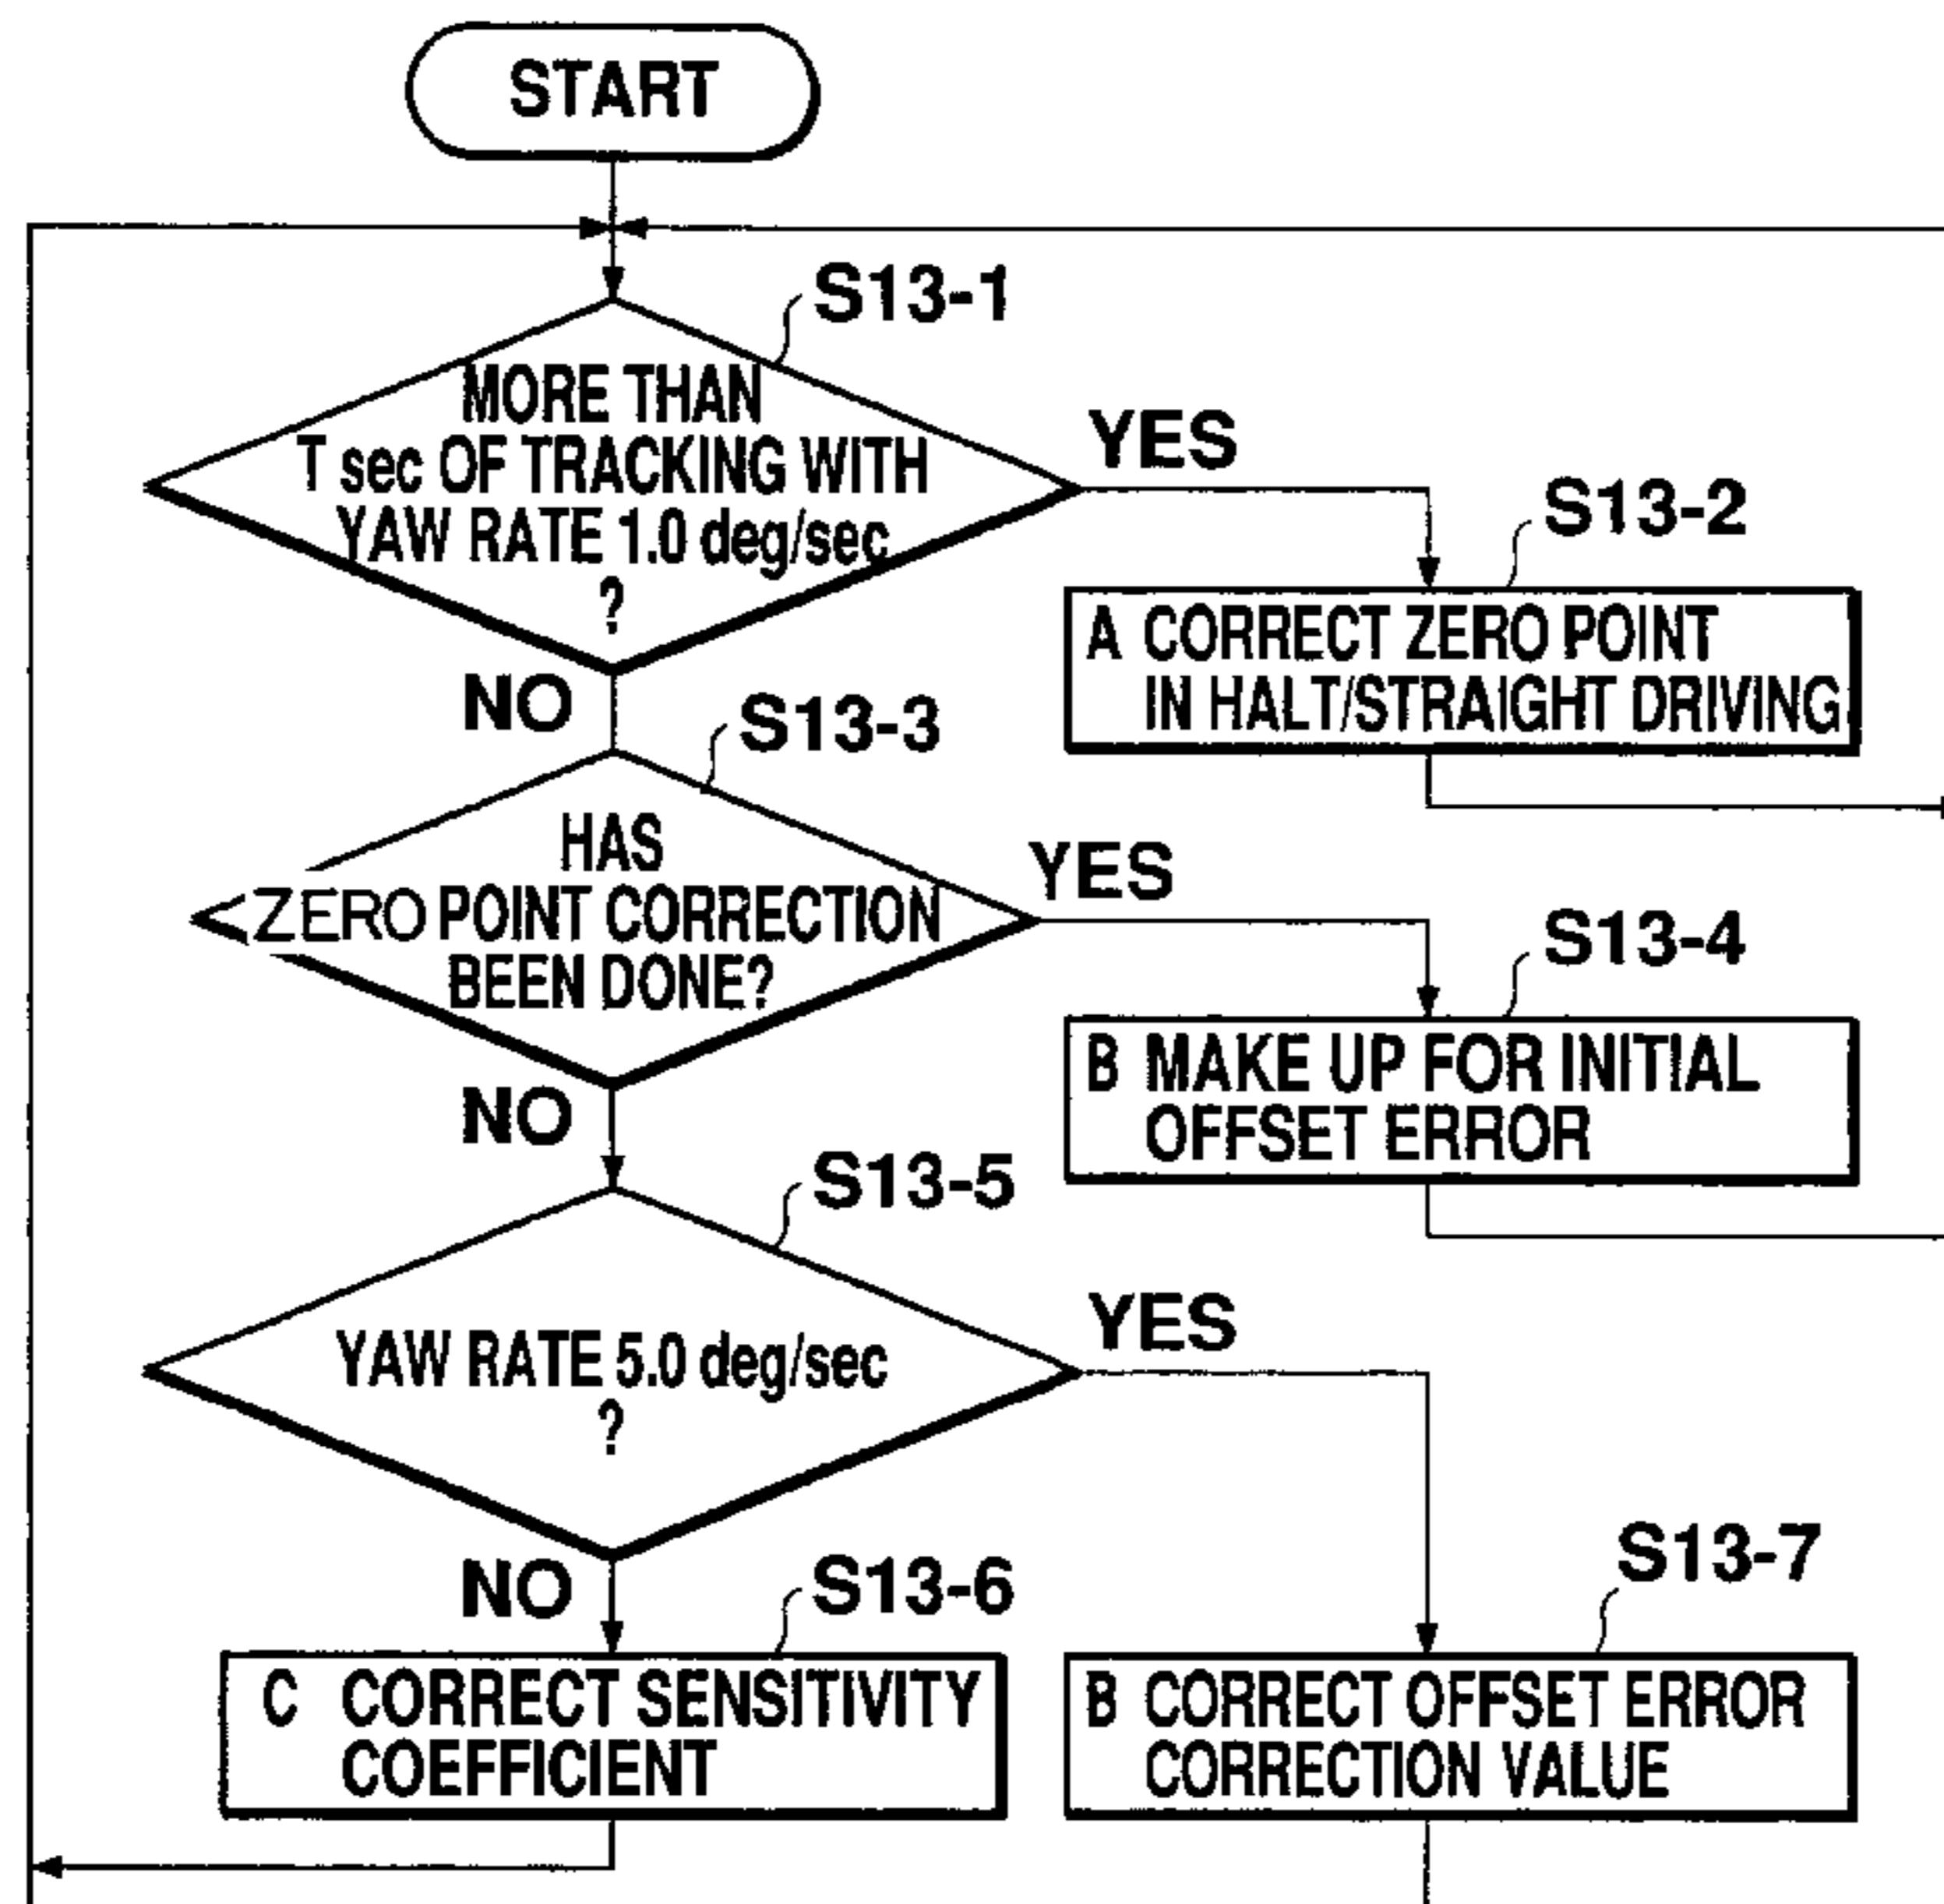 START
S13-1
MORE THAN
T sec OF TRACKING WITH
YAW RATE 1.0 deg/sec
?
YES
NO
S13-2
A CORRECT ZERO POINT
IN HALT/STRAIGHT DRIVING
S13-3
HAS
ZERO POINT CORRECTION
BEEN DONE?
YES
NO
S13-4
B MAKE UP FOR INITIAL
OFFSET ERROR
S13-5
YAW RATE 5.0 deg/sec
?
YES
NO
S13-6
C CORRECT SENSITIVITY
COEFFICIENT
S13-7
B CORRECT OFFSET ERROR
CORRECTION VALUE